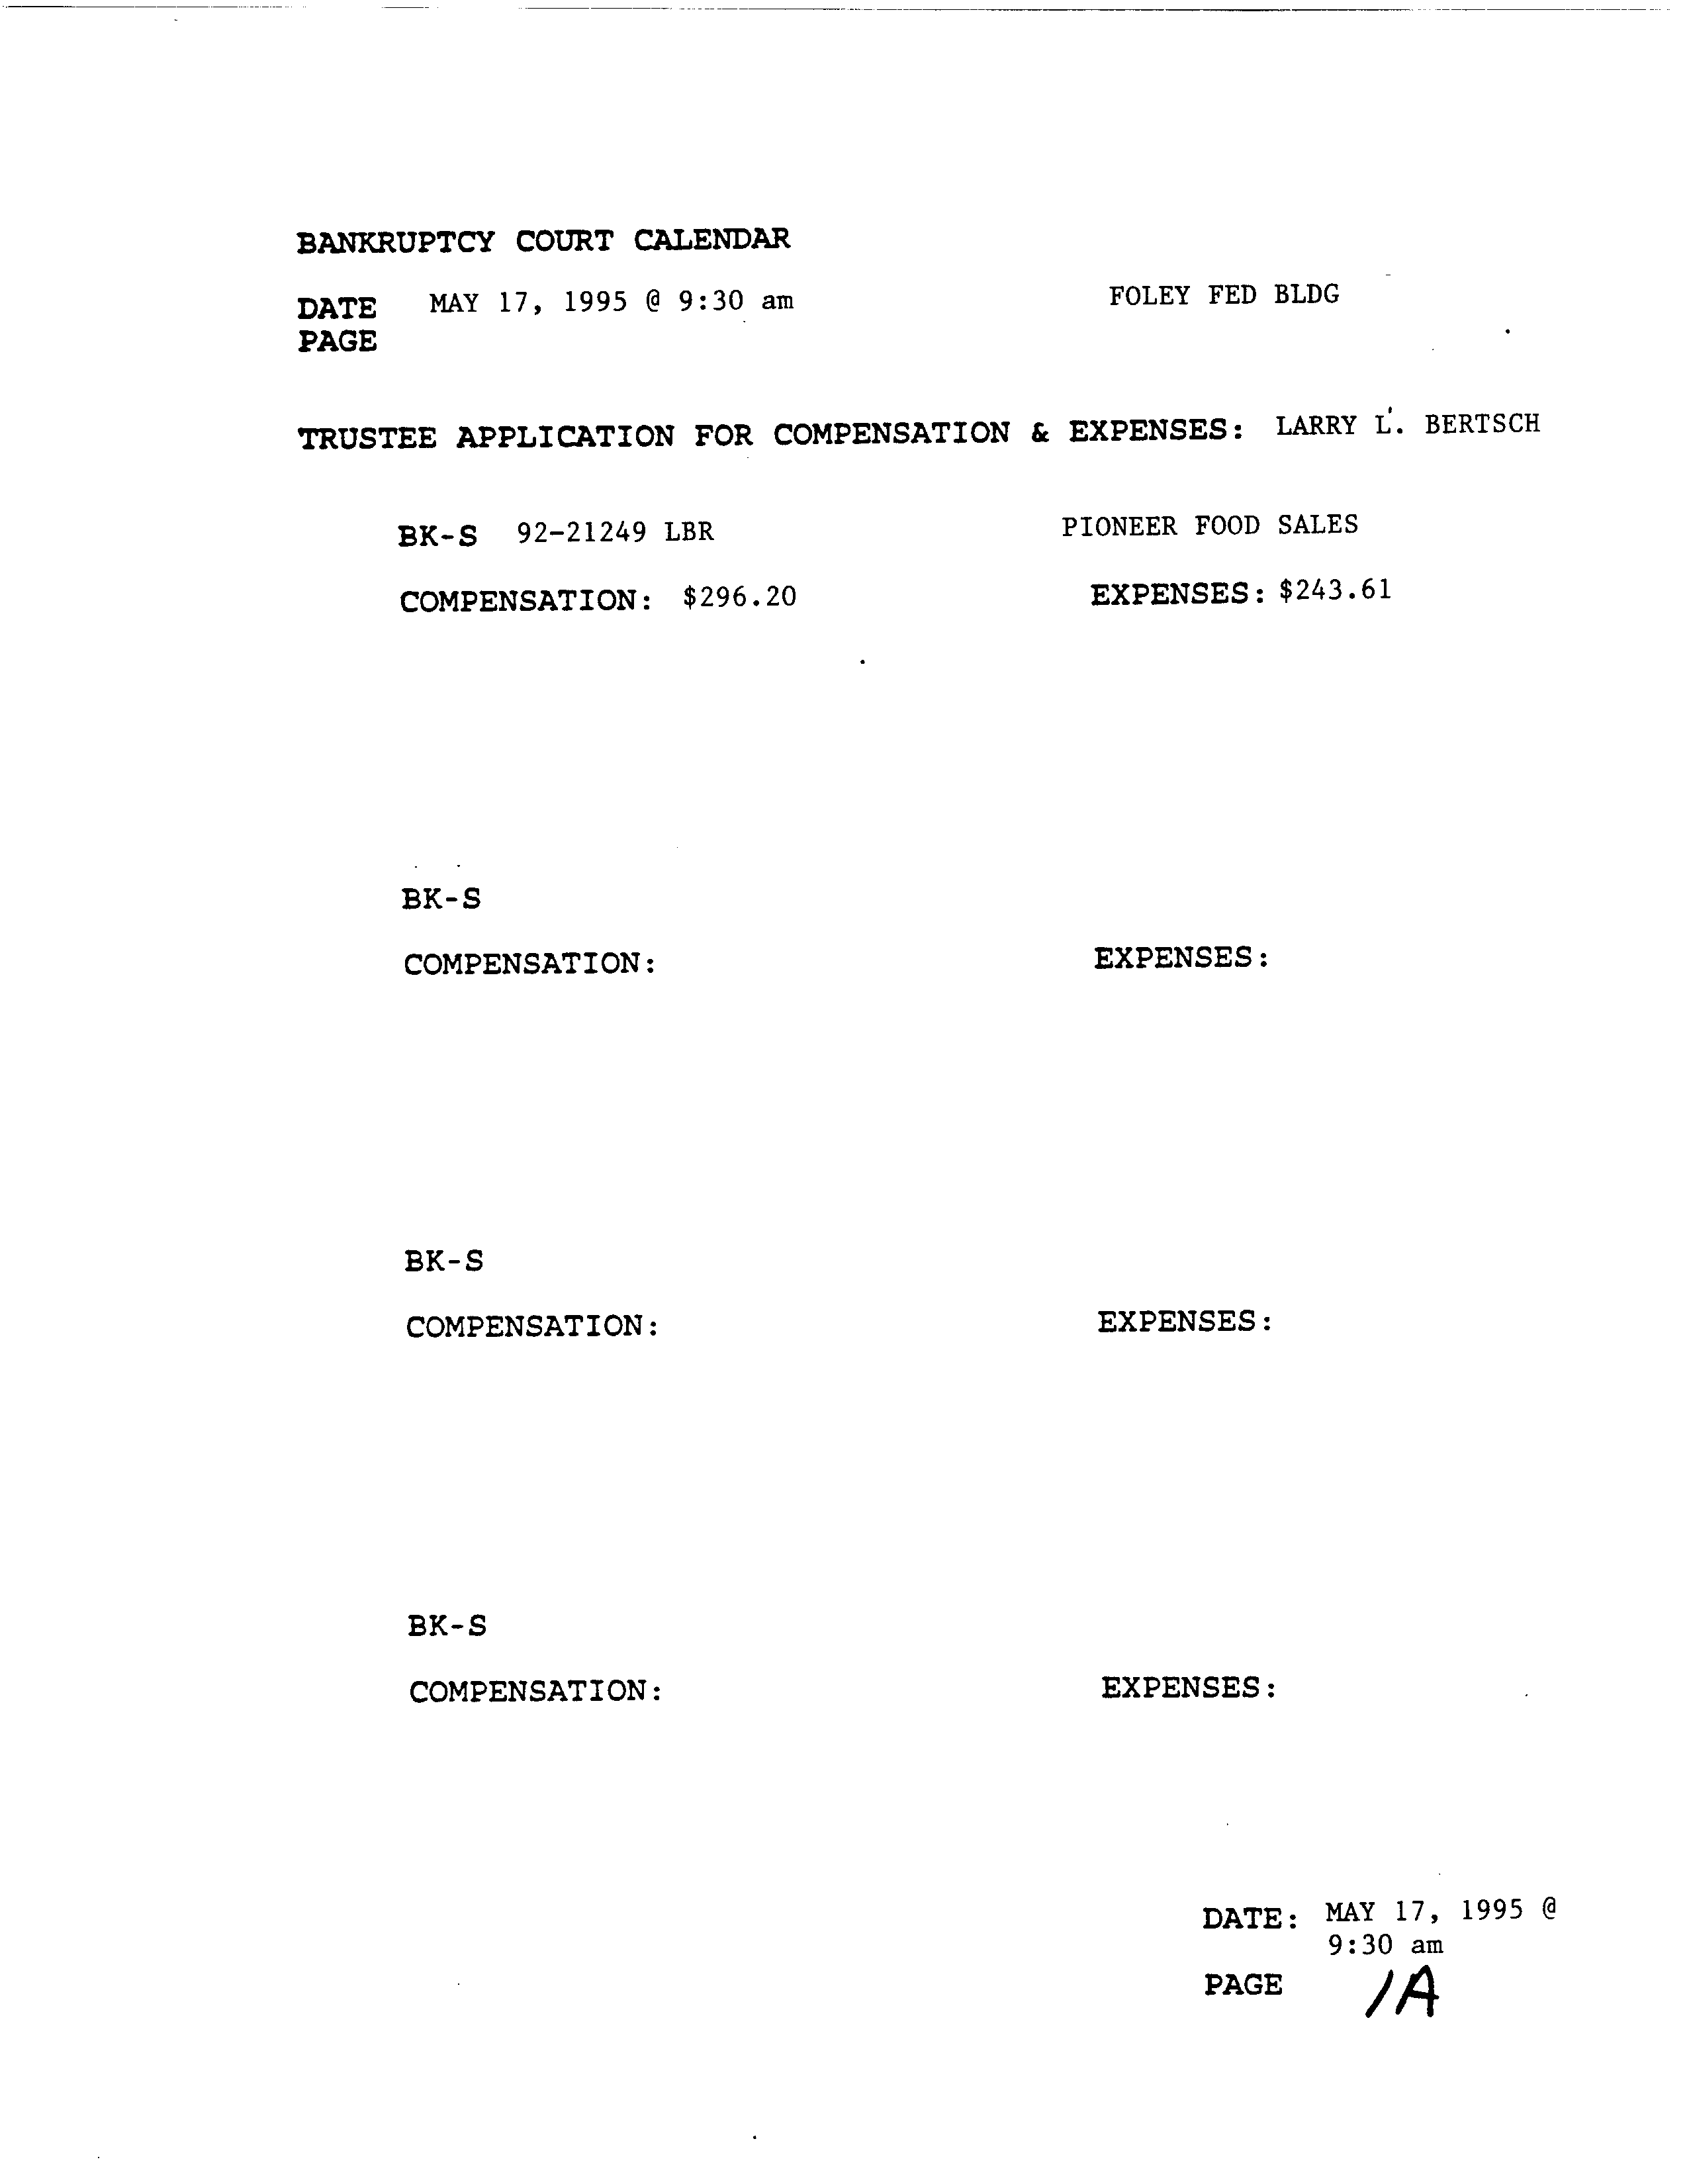 BANKRUPTCY COURT CALENDAR
DATE MAY 17, 1995 @ 9:30 am FOLEY FED BLDG
PAGE
TRUSTEE APPLICATION FOR COMPENSATION & EXPENSES: LARRY L. BERTSCH
BK-S 92-21249 LBR PIONEER FOOD SALES
COMPENSATION: $296.20 EXPENSES: $243.61
BK-S
COMPENSATION: EXPENSES:
BK-S
COMPENSATION: EXPENSES:
BK-S
COMPENSATION: EXPENSES:
DATE: MAY 17, 1995 @
9:30 am
PAGE 1A